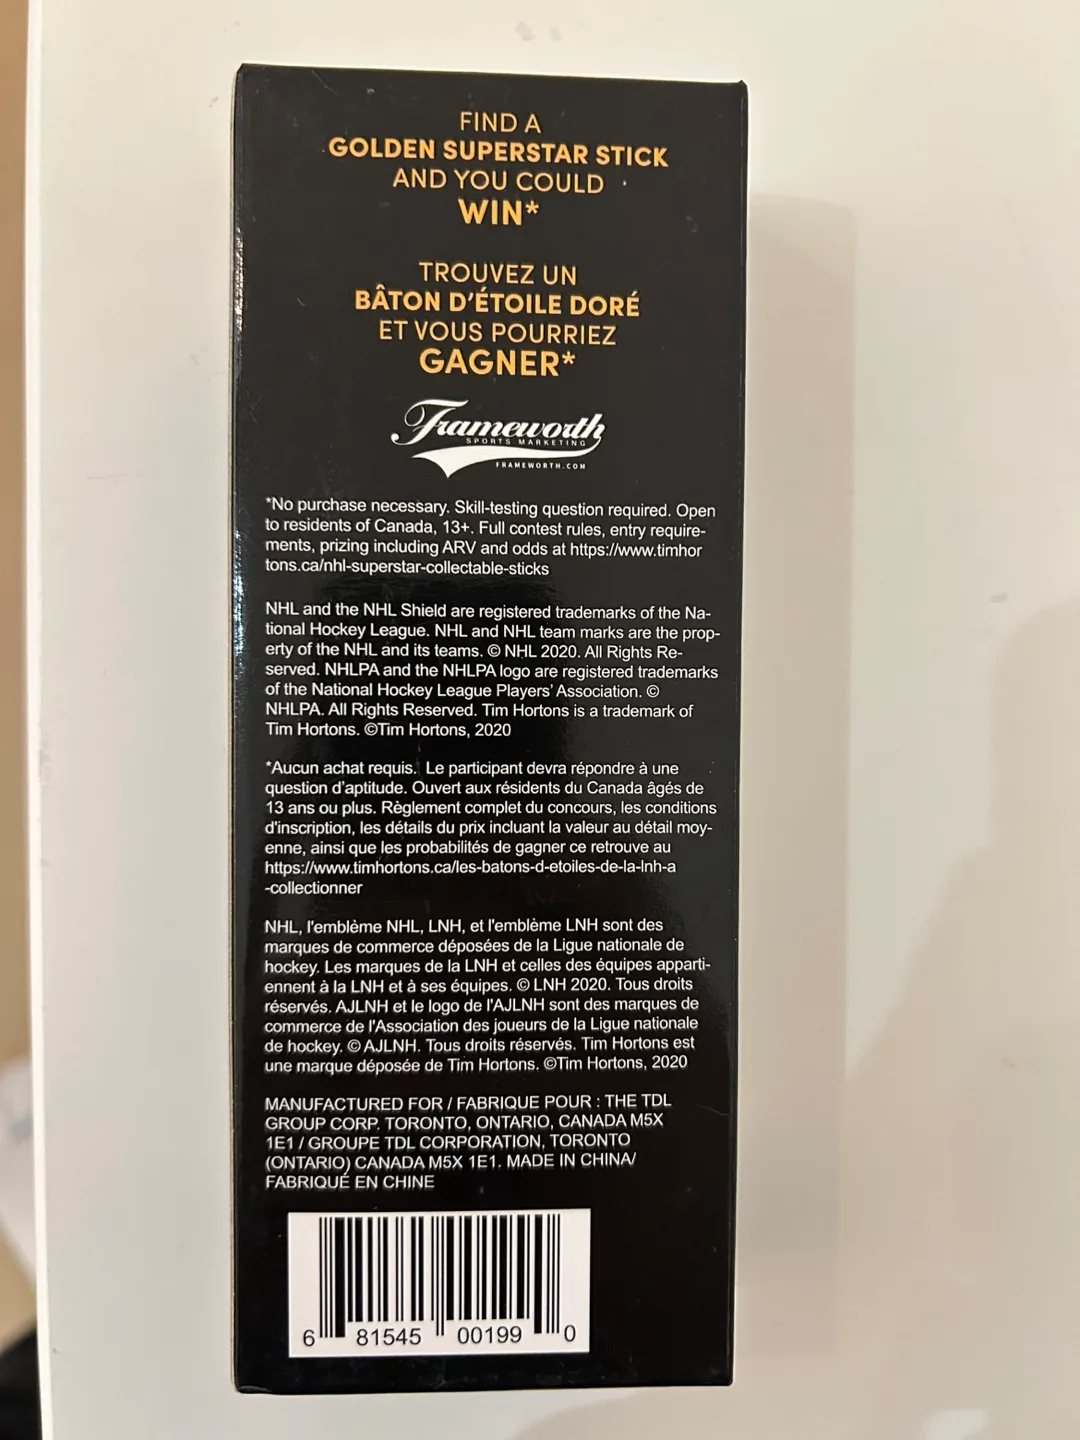 FIND A
GOLDEN SUPERSTAR STICK
AND YOU COULD
WIN*
TROUVEZ UN
BÂTON D'ÉTOILE DORÉ
ET VOUS POURRIEZ
GAGNER*
Frameworth
SPORTS MARKETING
FRAMEWORTH.COM
*No purchase necessary. Skill-testing question required. Open
to residents of Canada, 13+. Full contest rules, entry require-
ments, prizing including ARV and odds at https://www.timhor
tons.ca/nhl-superstar-collectable-sticks
NHL and the NHL Shield are registered trademarks of the Na-
tional Hockey League. NHL and NHL team marks are the prop-
erty of the NHL and its teams. © NHL 2020. All Rights Re-
served. NHLPA and the NHLPA logo are registered trademarks
of the National Hockey League Players' Association. ©
NHLPA. All Rights Reserved. Tim Hortons is a trademark of
Tim Hortons. ©Tim Hortons, 2020
*Aucun achat requis. Le participant devra répondre à une
question d'aptitude. Ouvert aux résidents du Canada âgés de
13 ans ou plus. Règlement complet du concours, les conditions
d'inscription, les détails du prix incluant la valeur au détail moy-
enne, ainsi que les probabilités de gagner ce retrouve au
https://www.timhortons.ca/les-batons-d-etoiles-de-la-lnh-a
-collectionner
NHL, l'emblème NHL, LNH, et l'emblème LNH sont des
marques de commerce déposées de la Ligue nationale de
hockey. Les marques de la LNH et celles des équipes apparti-
ennent à la LNH et à ses équipes. © LNH 2020. Tous droits
réservés. AJLNH et le logo de l'AJLNH sont des marques de
commerce de l'Association des joueurs de la Ligue nationale
de hockey. © AJLNH. Tous droits réservés. Tim Hortons est
une marque déposée de Tim Hortons. ©Tim Hortons, 2020
MANUFACTURED FOR / FABRIQUE POUR : THE TDL
GROUP CORP. TORONTO, ONTARIO, CANADA M5X
1E1 / GROUPE TDL CORPORATION, TORONTO
(ONTARIO) CANADA M5X 1E1. MADE IN CHINA/
FABRIQUÉ EN CHINE
6 81545 00199 0